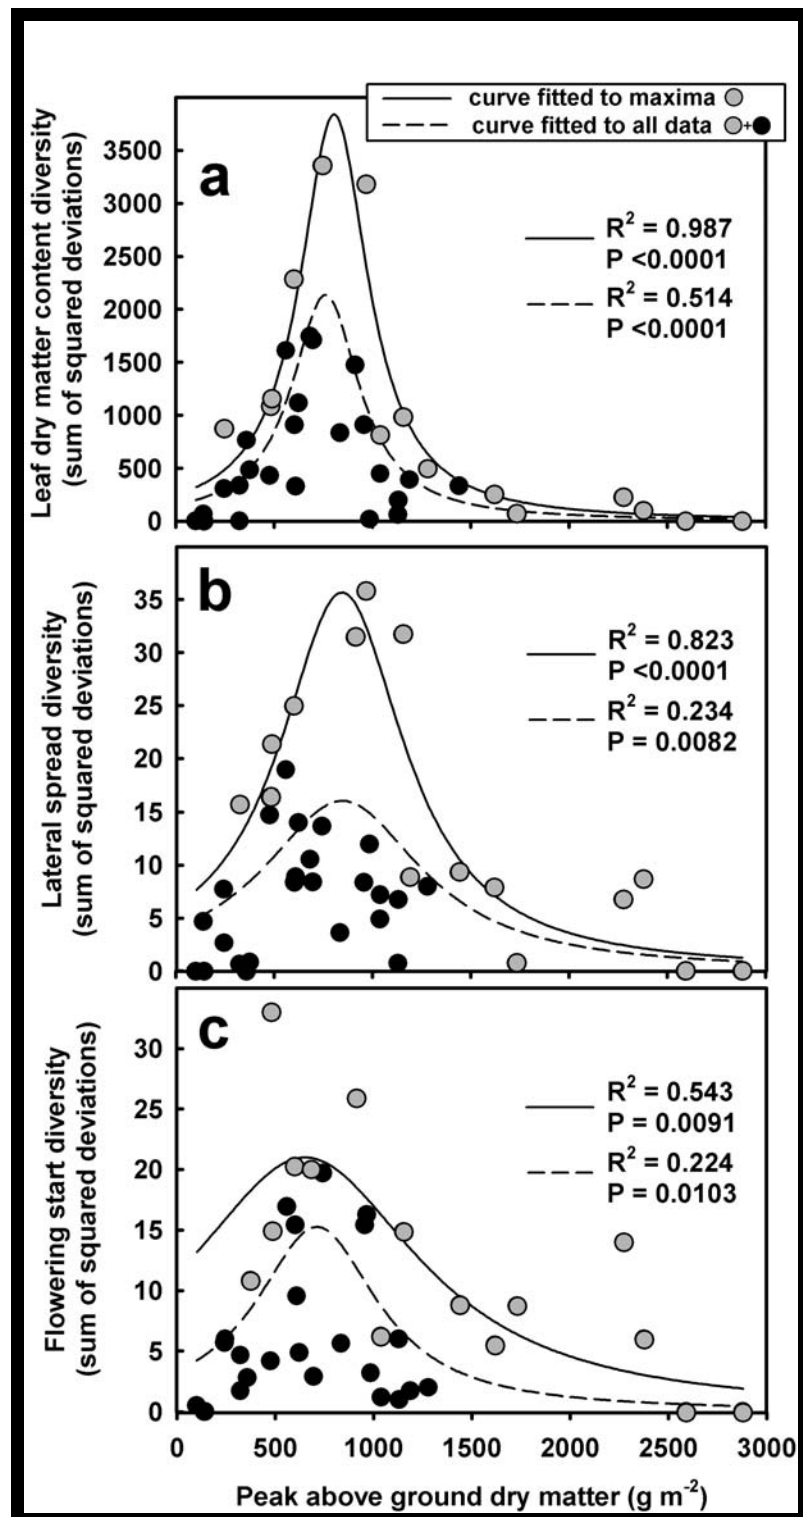 curve fitted to maxima
curve fitted to all data +
a
Leaf dry matter content diversity
(sum of squared deviations)
3500
3000
2500
2000
1500
1000
500
0
R² = 0.987
P <0.0001
R² = 0.514
P <0.0001
b
Lateral spread diversity
(sum of squared deviations)
35
30
25
20
15
10
5
0
R² = 0.823
P <0.0001
R² = 0.234
P = 0.0082
c
Flowering start diversity
(sum of squared deviations)
30
25
20
15
10
5
0
R² = 0.543
P = 0.0091
R² = 0.224
P = 0.0103
0 500 1000 1500 2000 2500 3000
Peak above ground dry matter (g m⁻²)